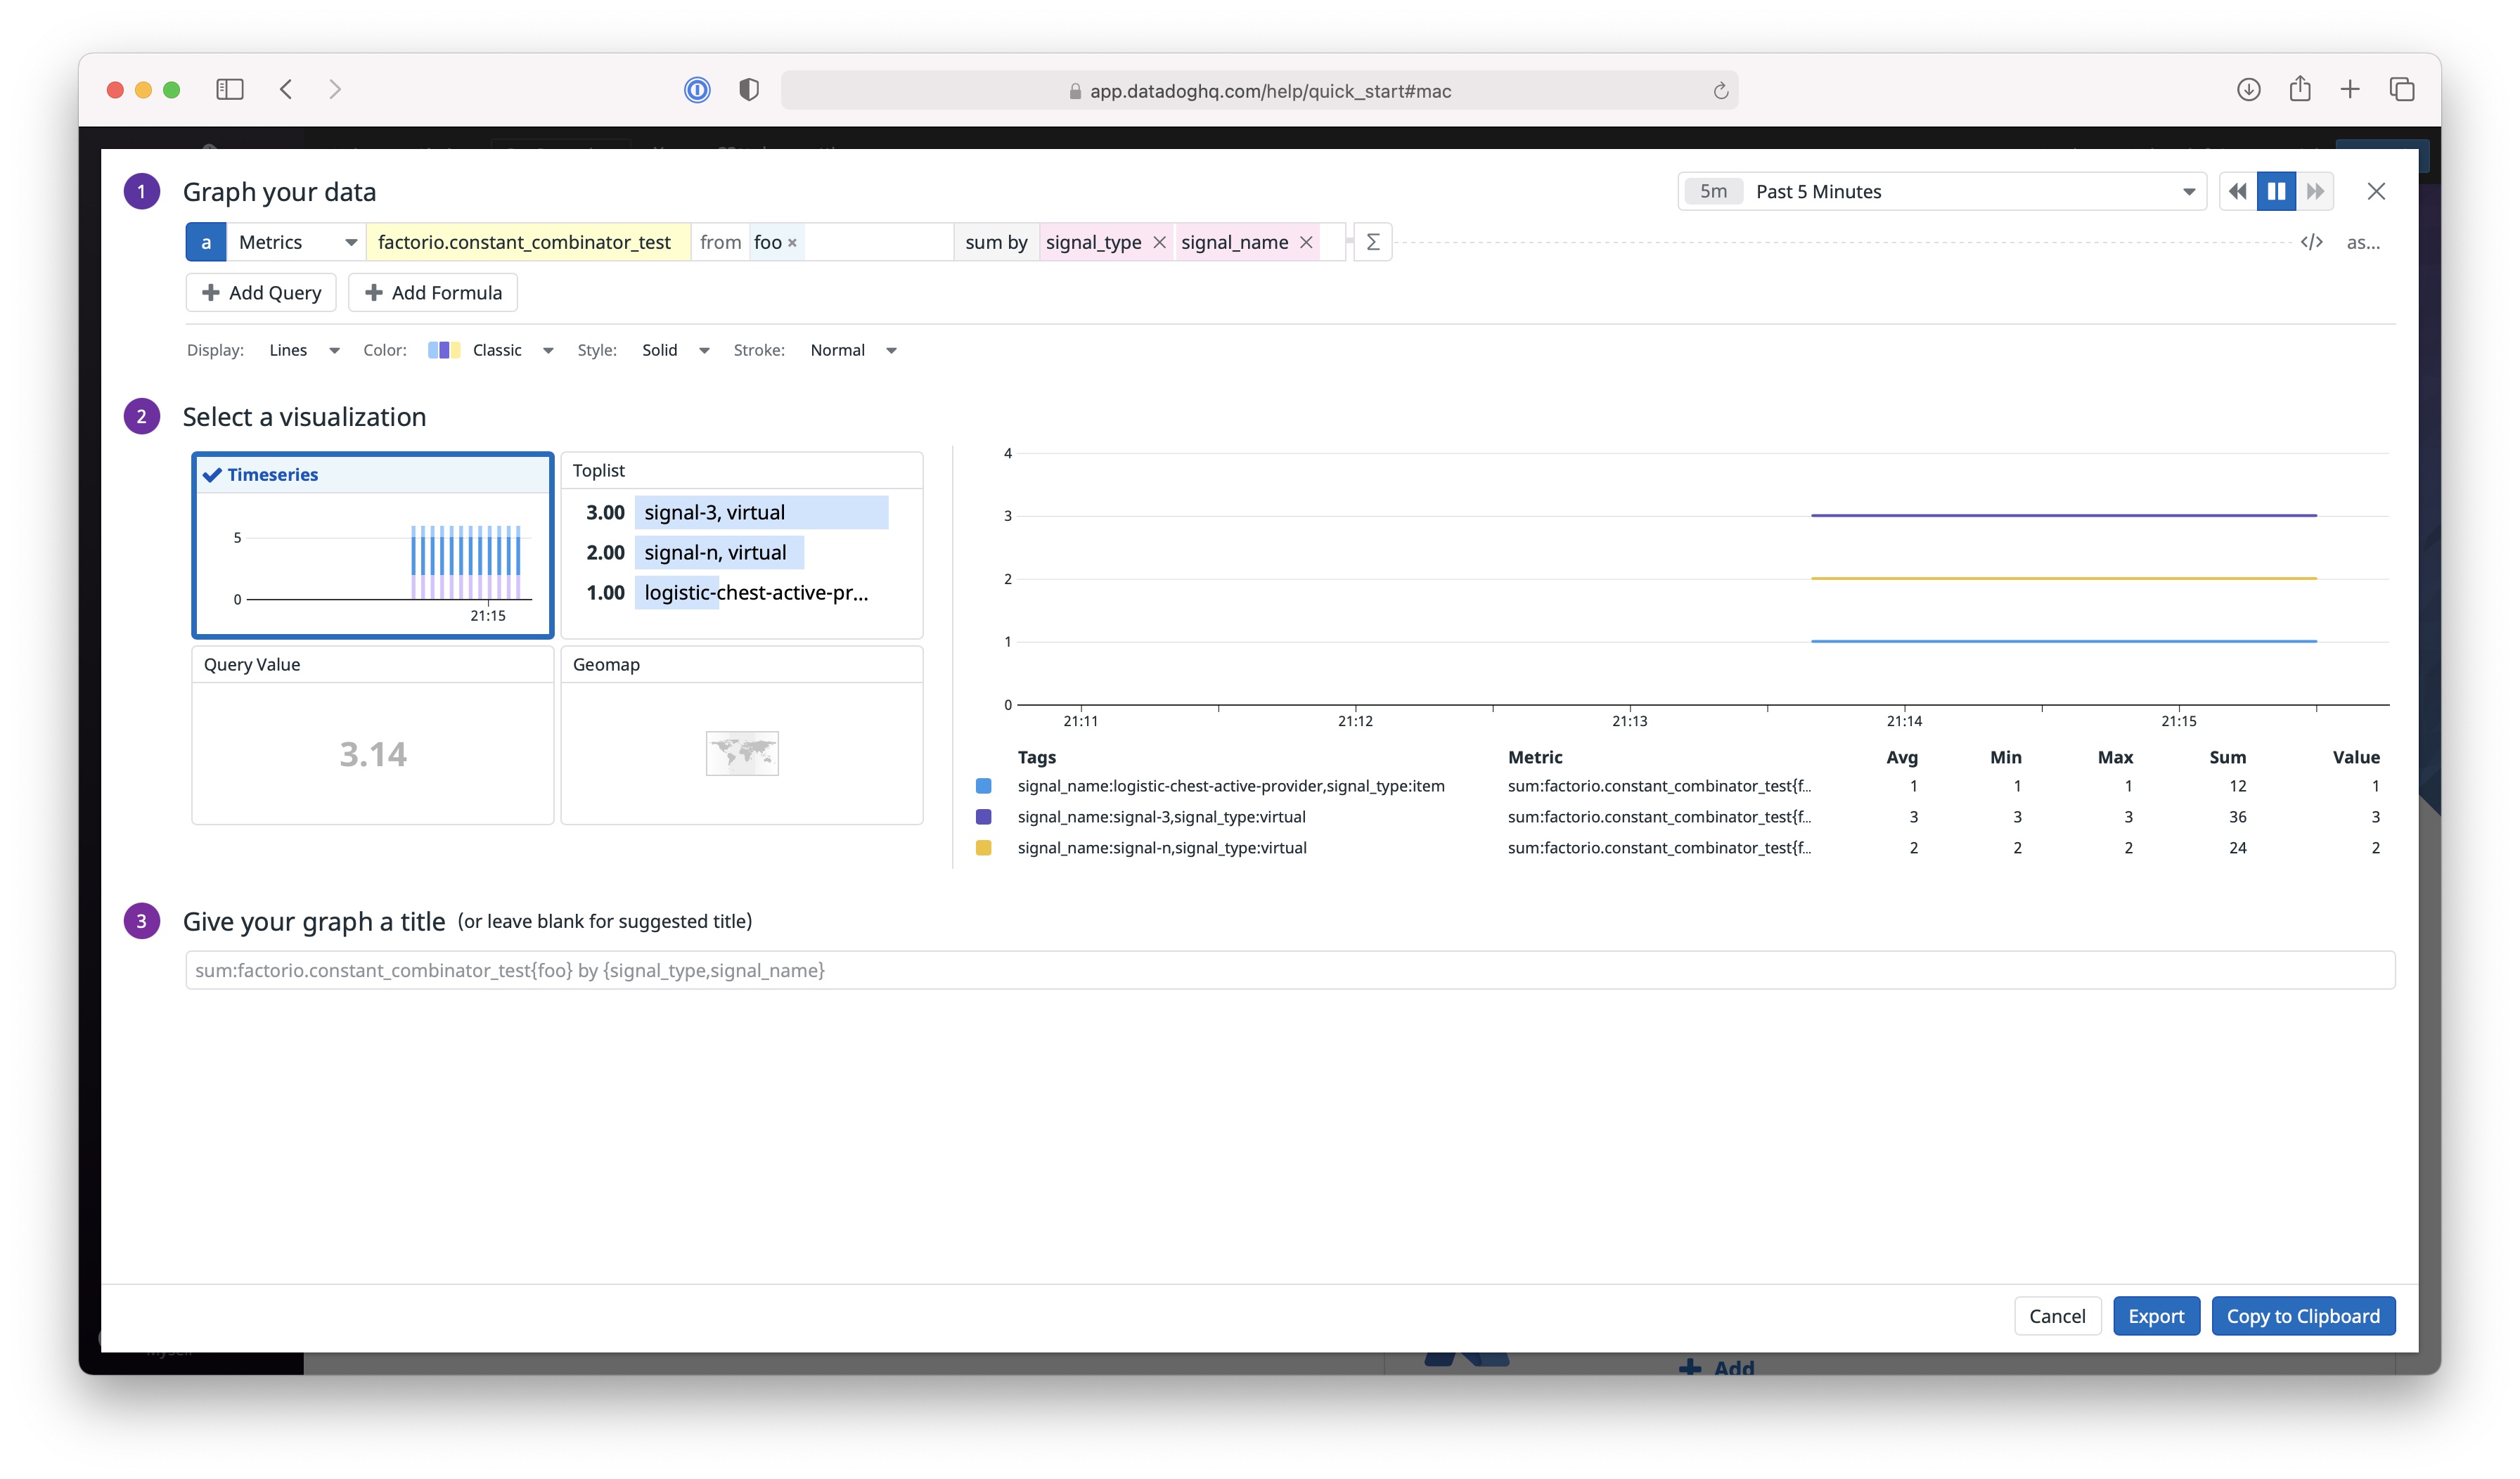 app.datadoghq.com/help/quick_start#mac
1 Graph your data
5m Past 5 Minutes
a Metrics factorio.constant_combinator_test from foo × sum by signal_type × signal_name × Σ </> as...
+ Add Query + Add Formula
Display: Lines Color: Classic Style: Solid Stroke: Normal
2 Select a visualization
Timeseries
5
0
21:15
Toplist
3.00 signal-3, virtual
2.00 signal-n, virtual
1.00 logistic-chest-active-pr...
Query Value
3.14
Geomap
4
3
2
1
0
21:11 21:12 21:13 21:14 21:15
Tags Metric Avg Min Max Sum Value
signal_name:logistic-chest-active-provider,signal_type:item sum:factorio.constant_combinator_test{f... 1 1 1 12 1
signal_name:signal-3,signal_type:virtual sum:factorio.constant_combinator_test{f... 3 3 3 36 3
signal_name:signal-n,signal_type:virtual sum:factorio.constant_combinator_test{f... 2 2 2 24 2
3 Give your graph a title (or leave blank for suggested title)
sum:factorio.constant_combinator_test{foo} by {signal_type,signal_name}
Cancel Export Copy to Clipboard
+ Add